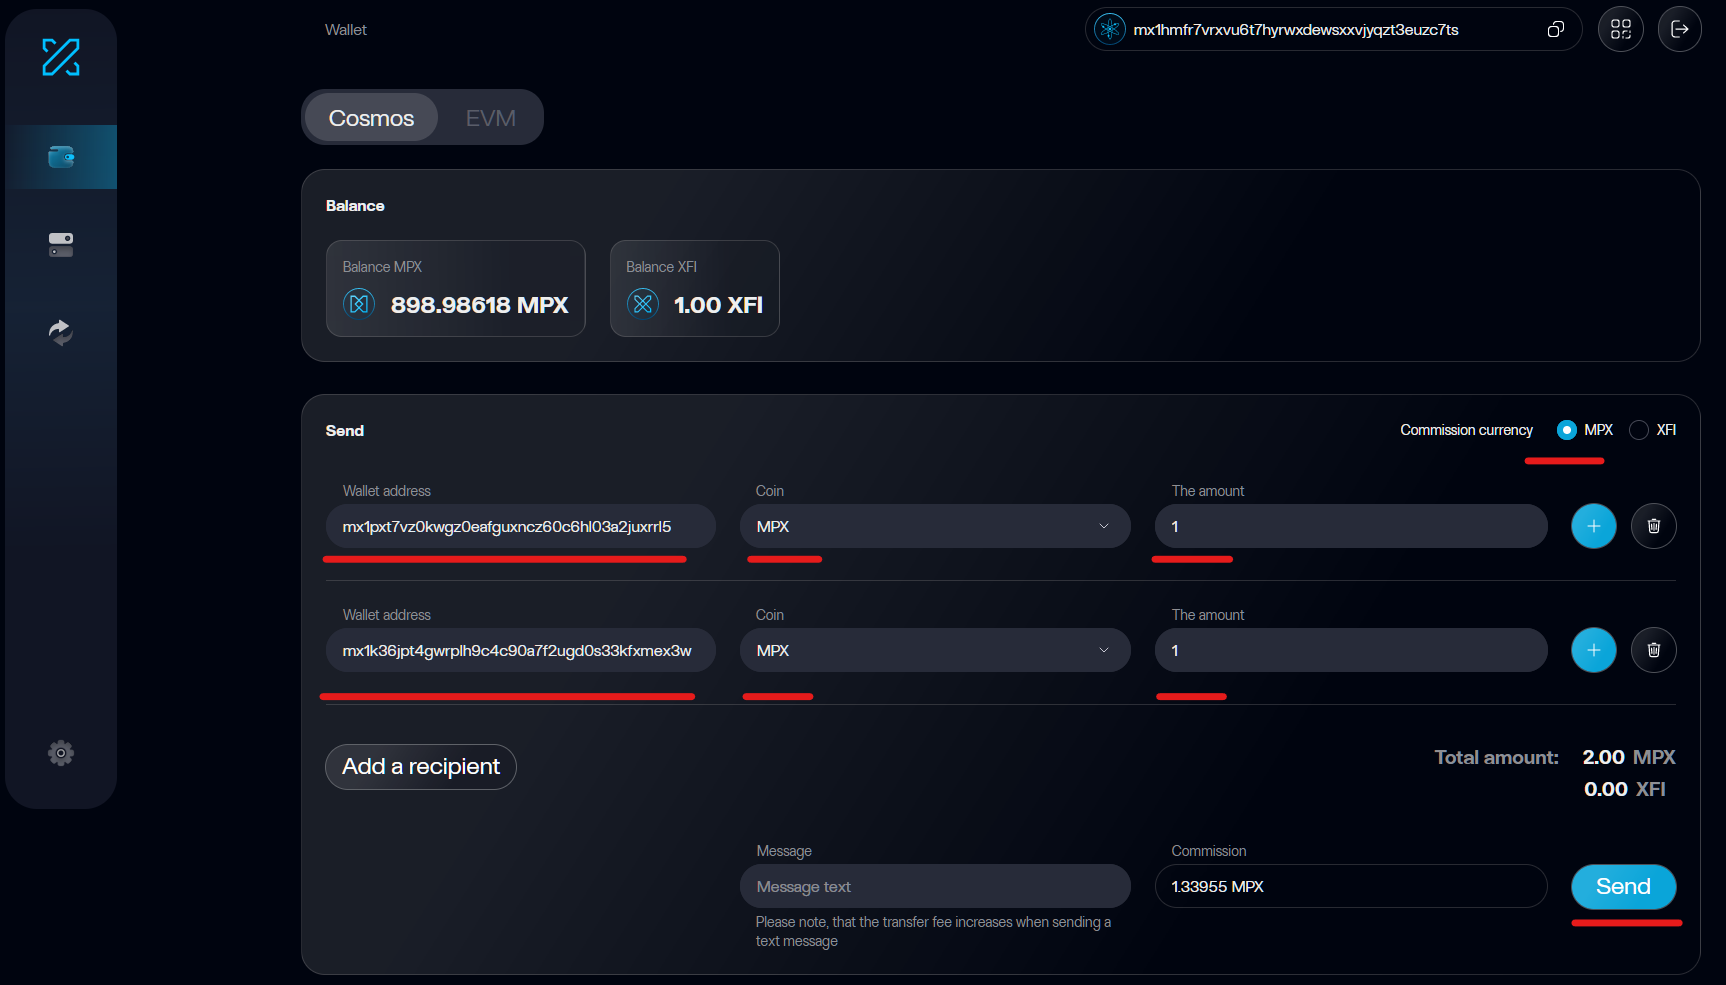 Wallet
mx1hmfr7vrxvu6t7hyrwxdewsxxvjyqzt3euzc7ts
Cosmos EVM
Balance
Balance MPX Balance XFI
898.98618 MPX 1.00 XFI
Send Commission currency MPX XFI
Wallet address Coin The amount
mx1pxt7vz0kwgz0eafguxncz60c6hl03a2juxrrl5 MPX 1
Wallet address Coin The amount
mx1k36jpt4gwrplh9c4c90a7f2ugd0s33kfxmex3w MPX 1
Add a recipient Total amount: 2.00 MPX
0.00 XFI
Message Commission
Message text 1.33955 MPX Send
Please note, that the transfer fee increases when sending a
text message